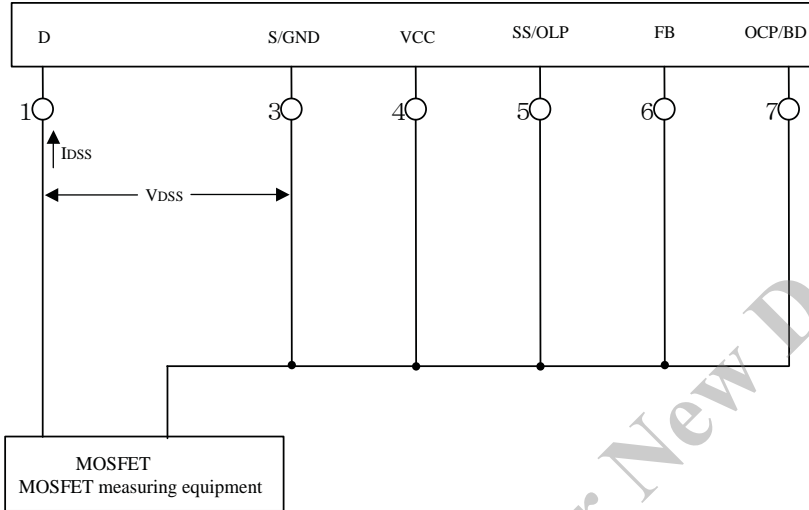 D S/GND VCC SS/OLP FB OCP/BD
1 3 4 5 6 7
IDSS
VDSS
MOSFET
MOSFET measuring equipment
r New D